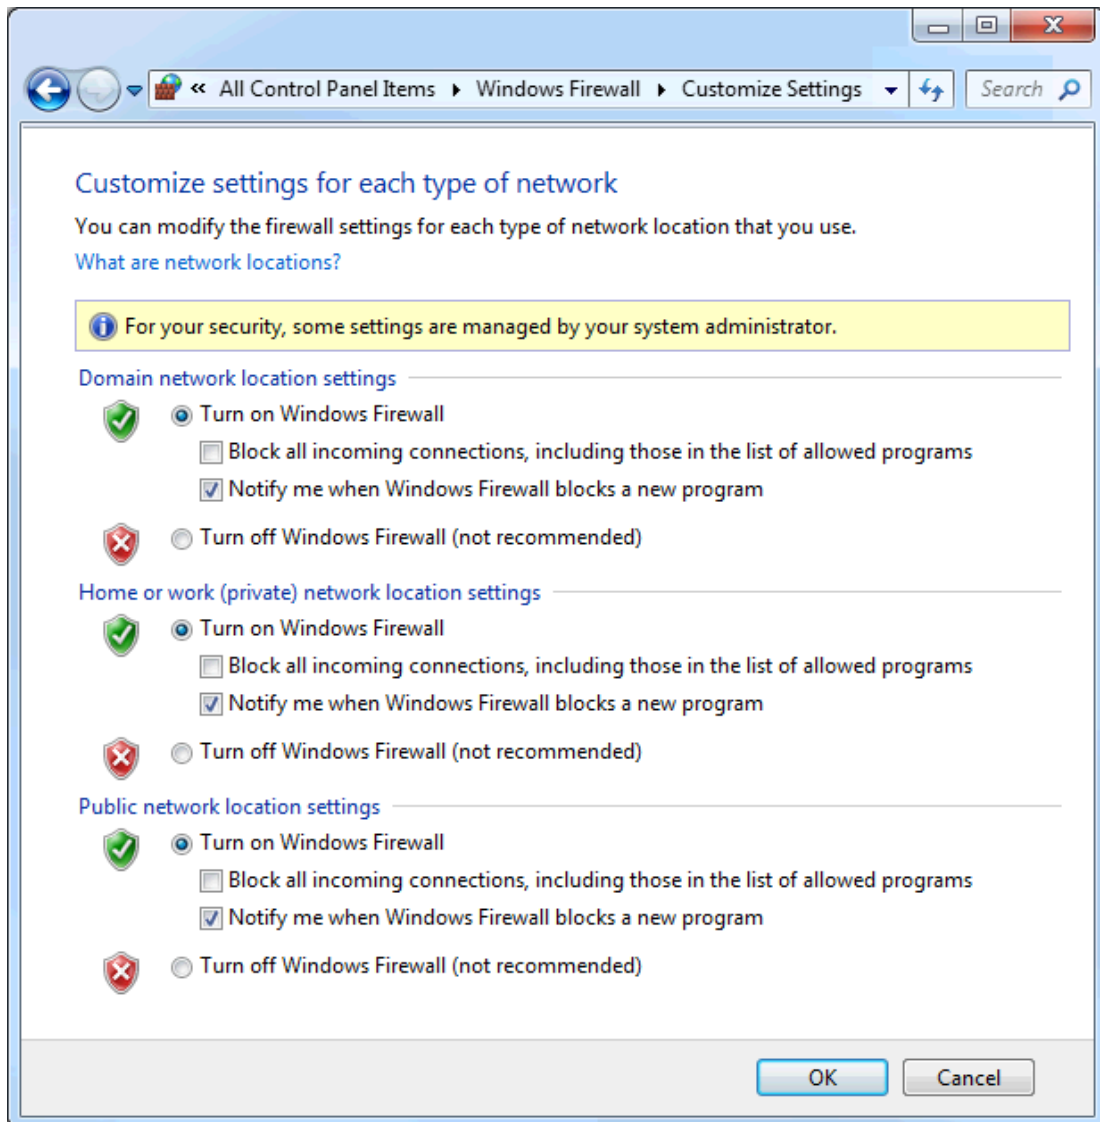 « All Control Panel Items ▸ Windows Firewall ▸ Customize Settings Search
Customize settings for each type of network
You can modify the firewall settings for each type of network location that you use.
What are network locations?
For your security, some settings are managed by your system administrator.
Domain network location settings
Turn on Windows Firewall
Block all incoming connections, including those in the list of allowed programs
Notify me when Windows Firewall blocks a new program
Turn off Windows Firewall (not recommended)
Home or work (private) network location settings
Turn on Windows Firewall
Block all incoming connections, including those in the list of allowed programs
Notify me when Windows Firewall blocks a new program
Turn off Windows Firewall (not recommended)
Public network location settings
Turn on Windows Firewall
Block all incoming connections, including those in the list of allowed programs
Notify me when Windows Firewall blocks a new program
Turn off Windows Firewall (not recommended)
OK Cancel